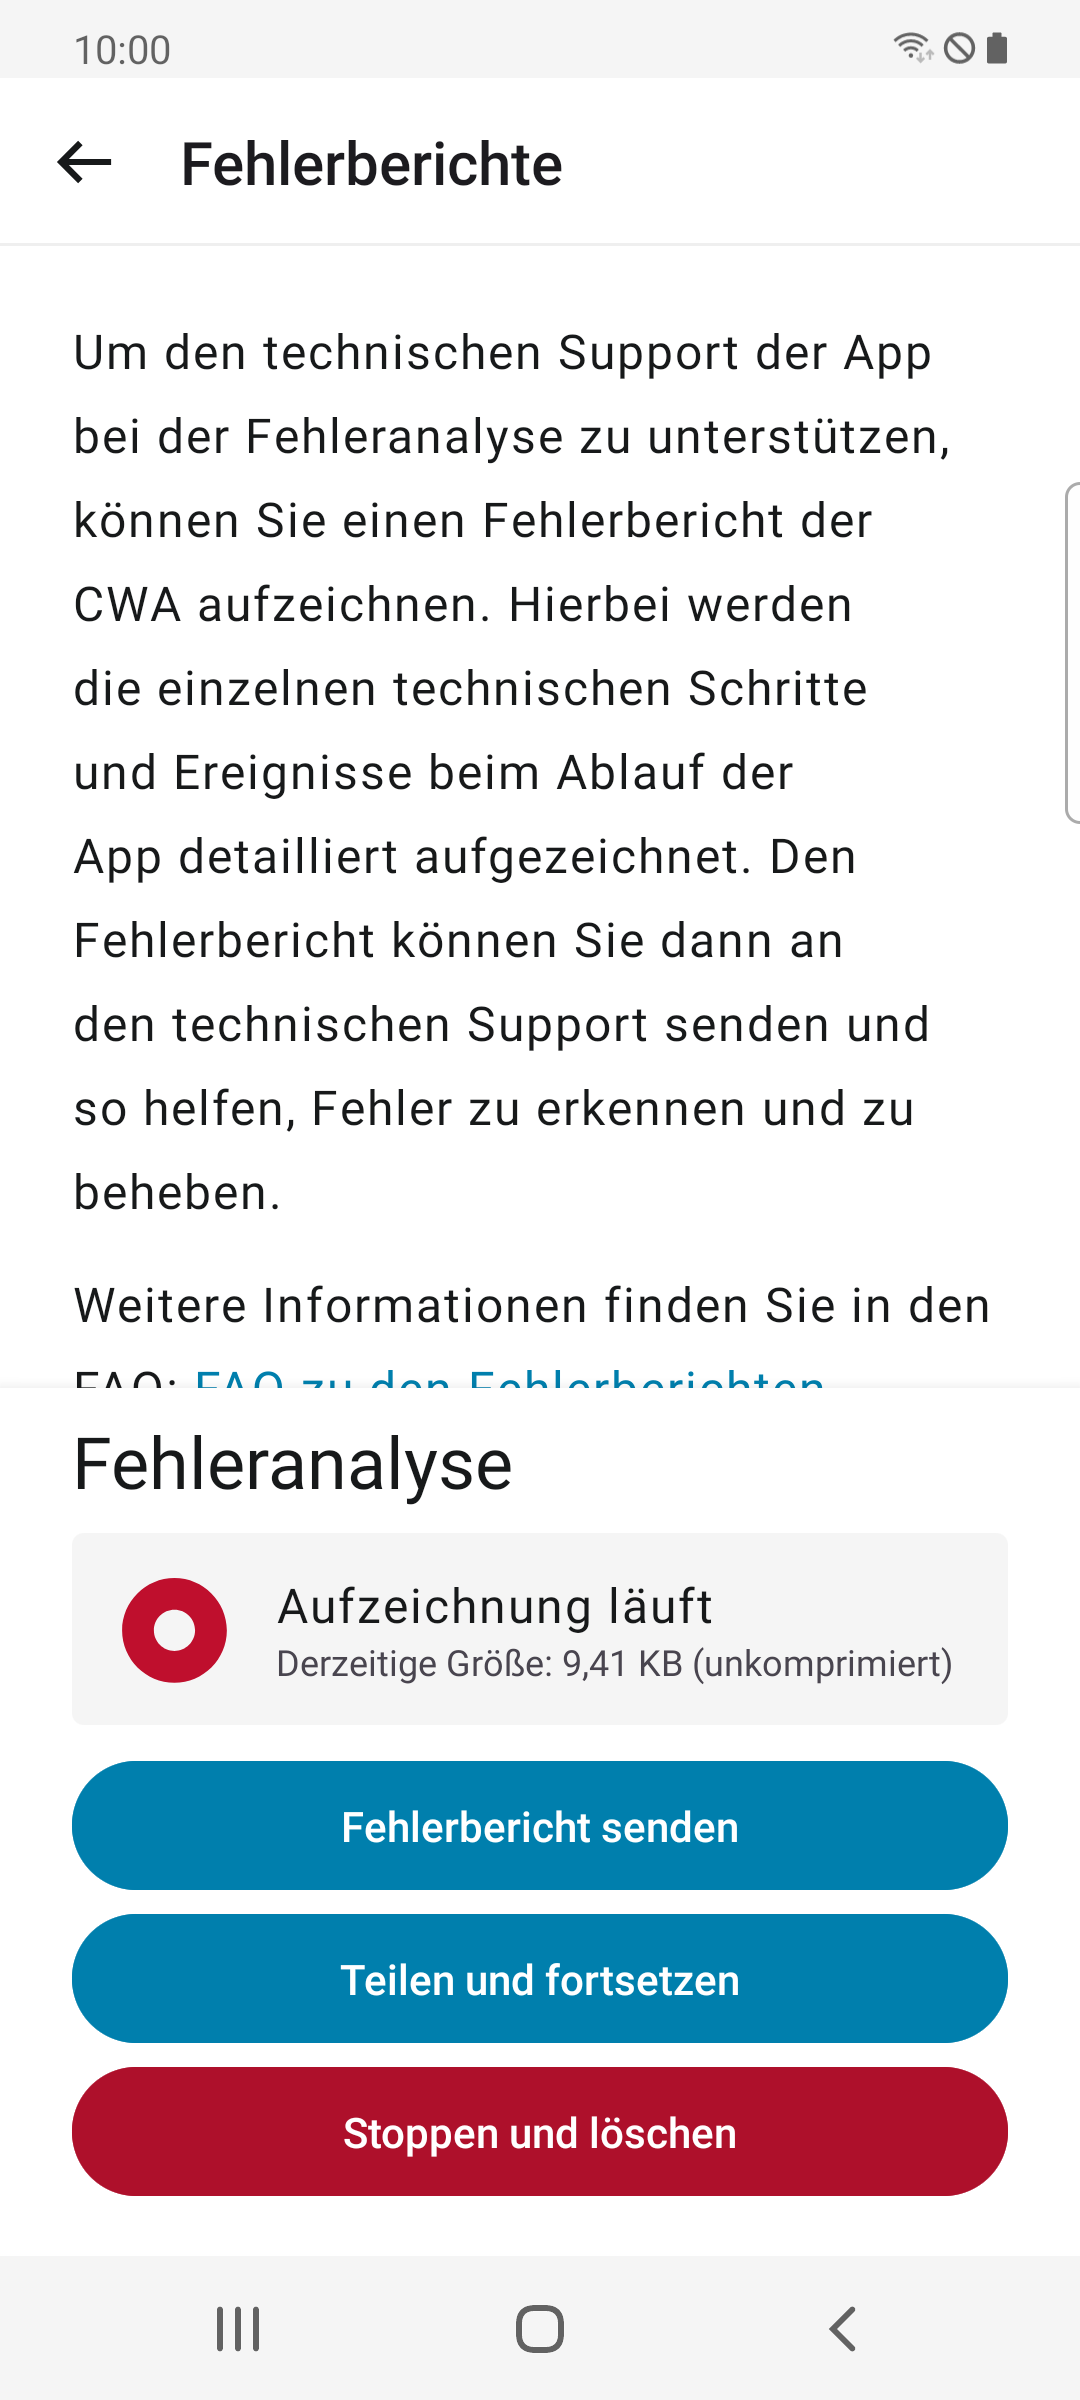 10:00
Fehlerberichte
Um den technischen Support der App
bei der Fehleranalyse zu unterstützen,
können Sie einen Fehlerbericht der
CWA aufzeichnen. Hierbei werden
die einzelnen technischen Schritte
und Ereignisse beim Ablauf der
App detailliert aufgezeichnet. Den
Fehlerbericht können Sie dann an
den technischen Support senden und
so helfen, Fehler zu erkennen und zu
beheben.
Weitere Informationen finden Sie in den
FAQ: FAQ zu den Fehlerberichten
Fehleranalyse
Aufzeichnung läuft
Derzeitige Größe: 9,41 KB (unkomprimiert)
Fehlerbericht senden
Teilen und fortsetzen
Stoppen und löschen